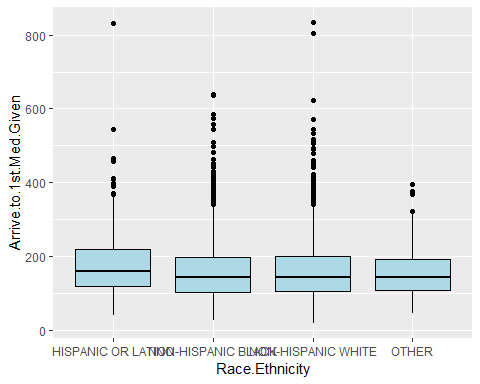 Arrive.to.1st.Med.Given
800
600
400
200
0
HISPANIC OR LATINO NON-HISPANIC BLACK NON-HISPANIC WHITE OTHER
Race.Ethnicity